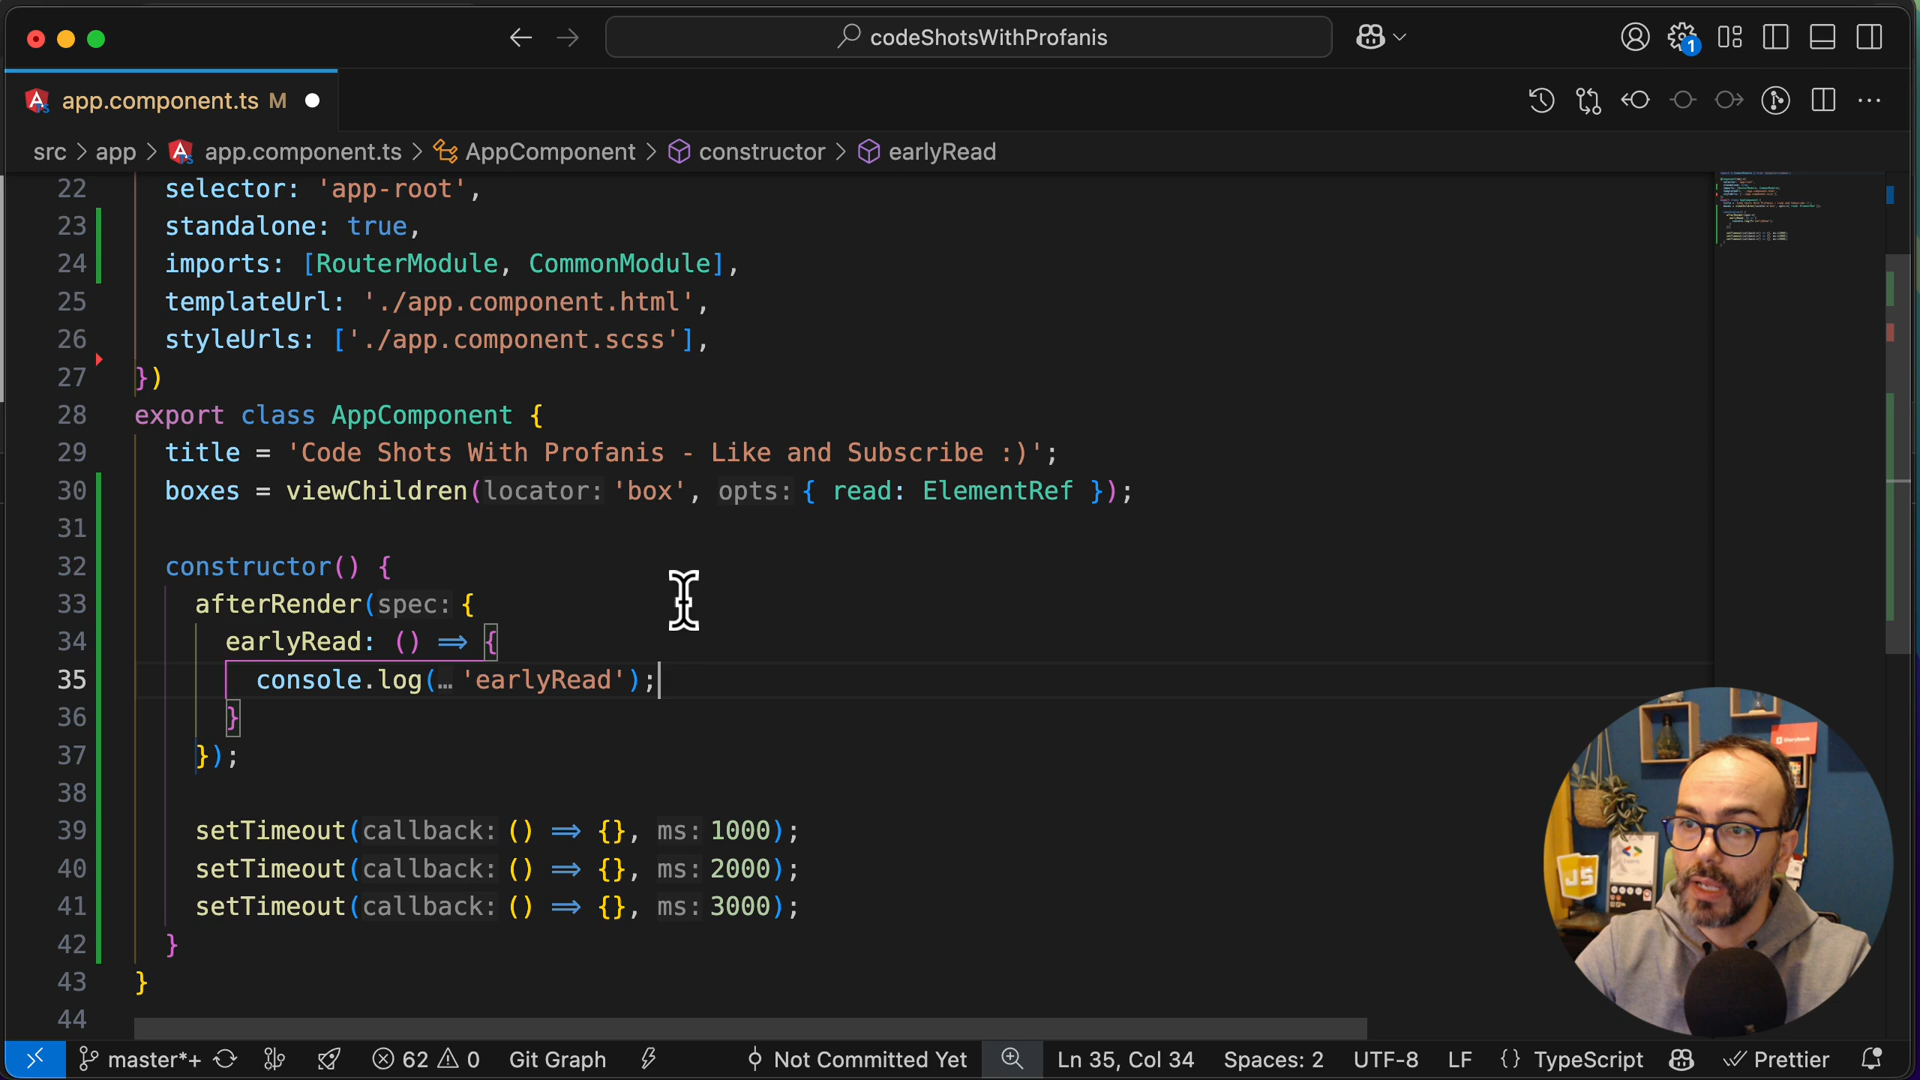 codeShotsWithProfanis
1
app.component.ts M
src > app > app.component.ts > AppComponent > constructor > earlyRead
22 selector: 'app-root',
23 standalone: true,
24 imports: [RouterModule, CommonModule],
25 templateUrl: './app.component.html',
26 styleUrls: ['./app.component.scss'],
27 })
28 export class AppComponent {
29 title = 'Code Shots With Profanis - Like and Subscribe :)';
30 boxes = viewChildren(locator: 'box', opts: { read: ElementRef });
31
32 constructor() {
33 afterRender(spec: {
34 earlyRead: () => {
35 console.log(… 'earlyRead');
36 }
37 });
38
39 setTimeout(callback: () => {}, ms: 1000);
40 setTimeout(callback: () => {}, ms: 2000);
41 setTimeout(callback: () => {}, ms: 3000);
42 }
43 }
44
JS
master*+ 62 0 Git Graph Not Committed Yet Ln 35, Col 34 Spaces: 2 UTF-8 LF {} TypeScript Prettier